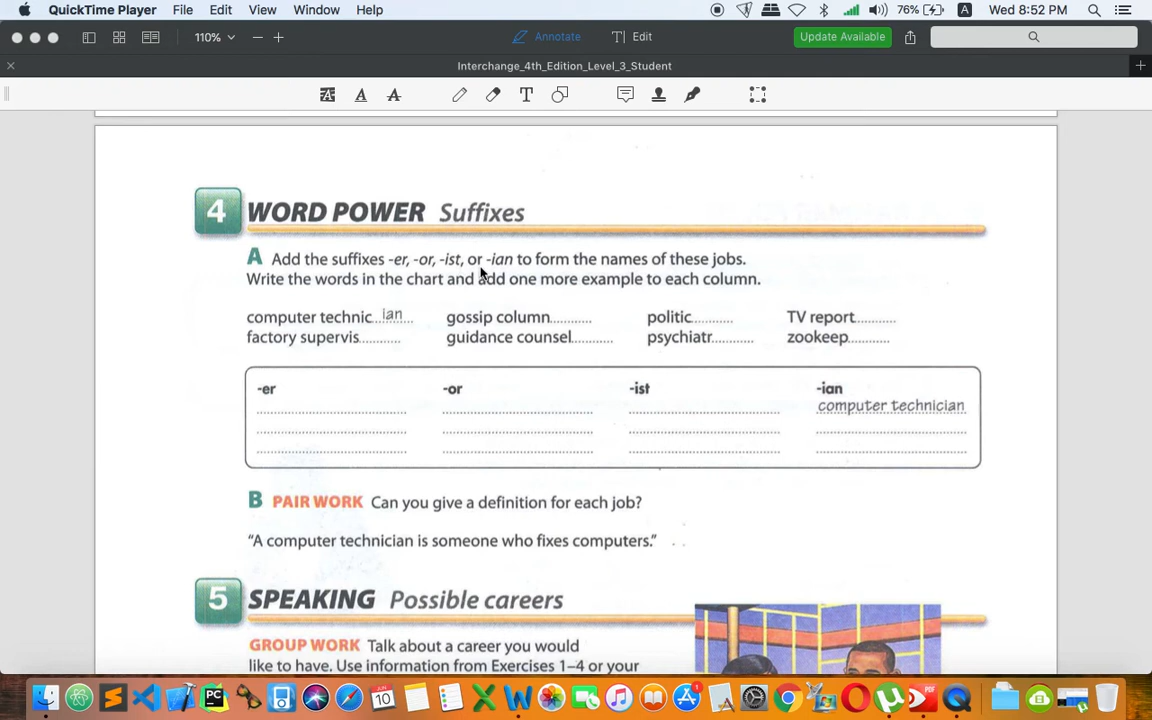 QuickTime Player File Edit View Window Help 76% A Wed 8:52 PM
110% Annotate T Edit Update Available
Interchange_4th_Edition_Level_3_Student
A A A T
4 WORD POWER Suffixes
A Add the suffixes -er, -or, -ist, or -ian to form the names of these jobs.
Write the words in the chart and add one more example to each column.
computer technic...ian.... gossip column............ politic............ TV report............
factory supervis............ guidance counsel............ psychiatr............ zookeep............
-er -or -ist -ian
computer technician
B PAIR WORK Can you give a definition for each job?
“A computer technician is someone who fixes computers.”
5 SPEAKING Possible careers
GROUP WORK Talk about a career you would
like to have. Use information from Exercises 1–4 or your